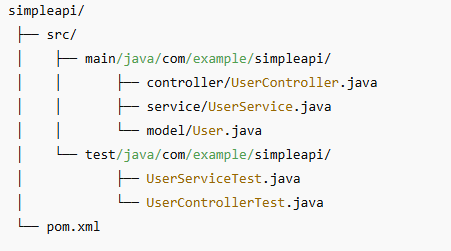 simpleapi/
├── src/
│   ├── main/java/com/example/simpleapi/
│   │       ├── controller/UserController.java
│   │       ├── service/UserService.java
│   │       └── model/User.java
│   └── test/java/com/example/simpleapi/
│           ├── UserServiceTest.java
│           └── UserControllerTest.java
└── pom.xml